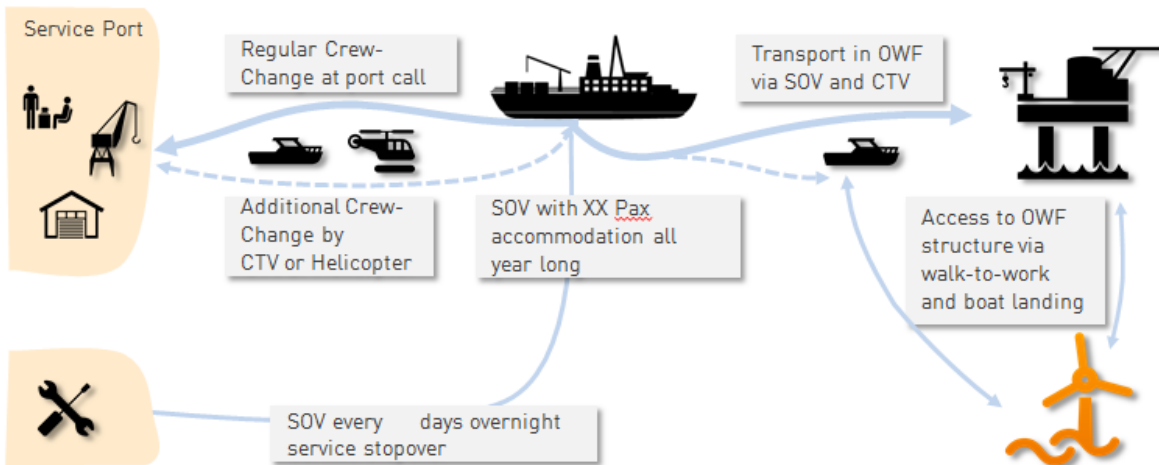 Service Port
Regular Crew-
Change at port call
Transport in OWF
via SOV and CTV
Additional Crew-
Change by
CTV or Helicopter
SOV with XX Pax
accommodation all
year long
Access to OWF
structure via
walk-to-work
and boat landing
SOV every days overnight
service stopover